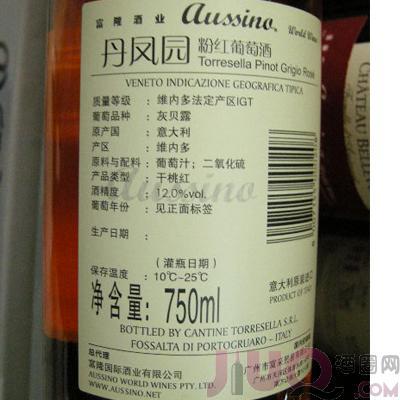 富隆酒业 aussino World Wines
丹凤园 粉红葡萄酒
Torresella Pinot Grigio Rosé
VENETO INDICAZIONE GEOGRAFICA TIPICA
质量等级 : 维内多法定产区IGT
葡萄品种 : 灰贝露
原产国 : 意大利
产区 : 维内多
原料与配料 : 葡萄汁;二氧化硫
产品类型 : 干桃红
酒精度 : 12.0%vol.
葡萄年份 : 见正面标签
生产日期 :
(灌瓶日期)
保存温度 : 10℃~25℃
净含量: 750ml
意大利原装进口
PRODUCT OF ITALY
BOTTLED BY CANTINE TORRESELLA S.R.L.
FOSSALTA DI PORTOGRUARO - ITALY
总代理
富隆国际酒业有限公司
AUSSINO WORLD WINES PTY. LTD.
WWW.AUSSINO.NET
CHATEAU
Aussino
酒圈网